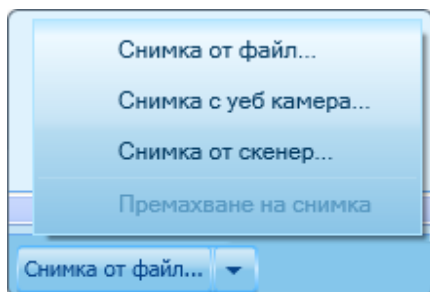 Снимка от файл...
Снимка с уеб камера...
Снимка от скенер...
Премахване на снимка
Снимка от файл...